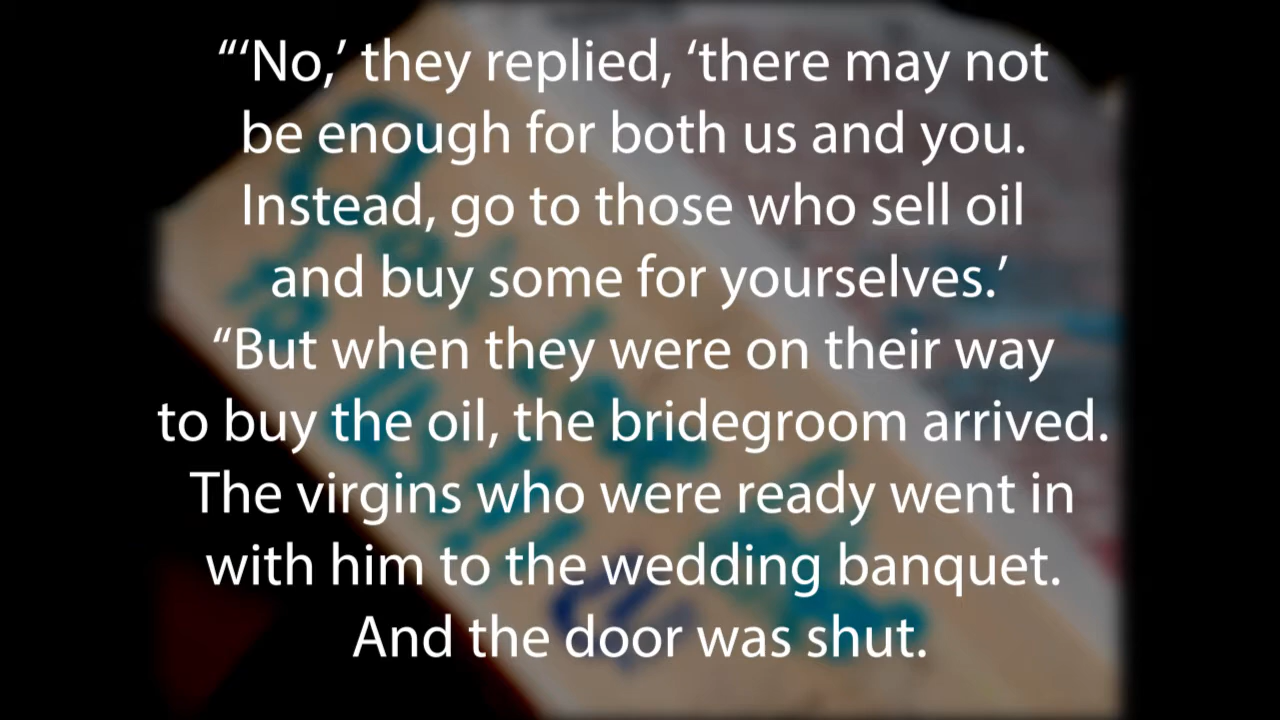 “‘No,’ they replied, ‘there may not
be enough for both us and you.
Instead, go to those who sell oil
and buy some for yourselves.’
“But when they were on their way
to buy the oil, the bridegroom arrived.
The virgins who were ready went in
with him to the wedding banquet.
And the door was shut.